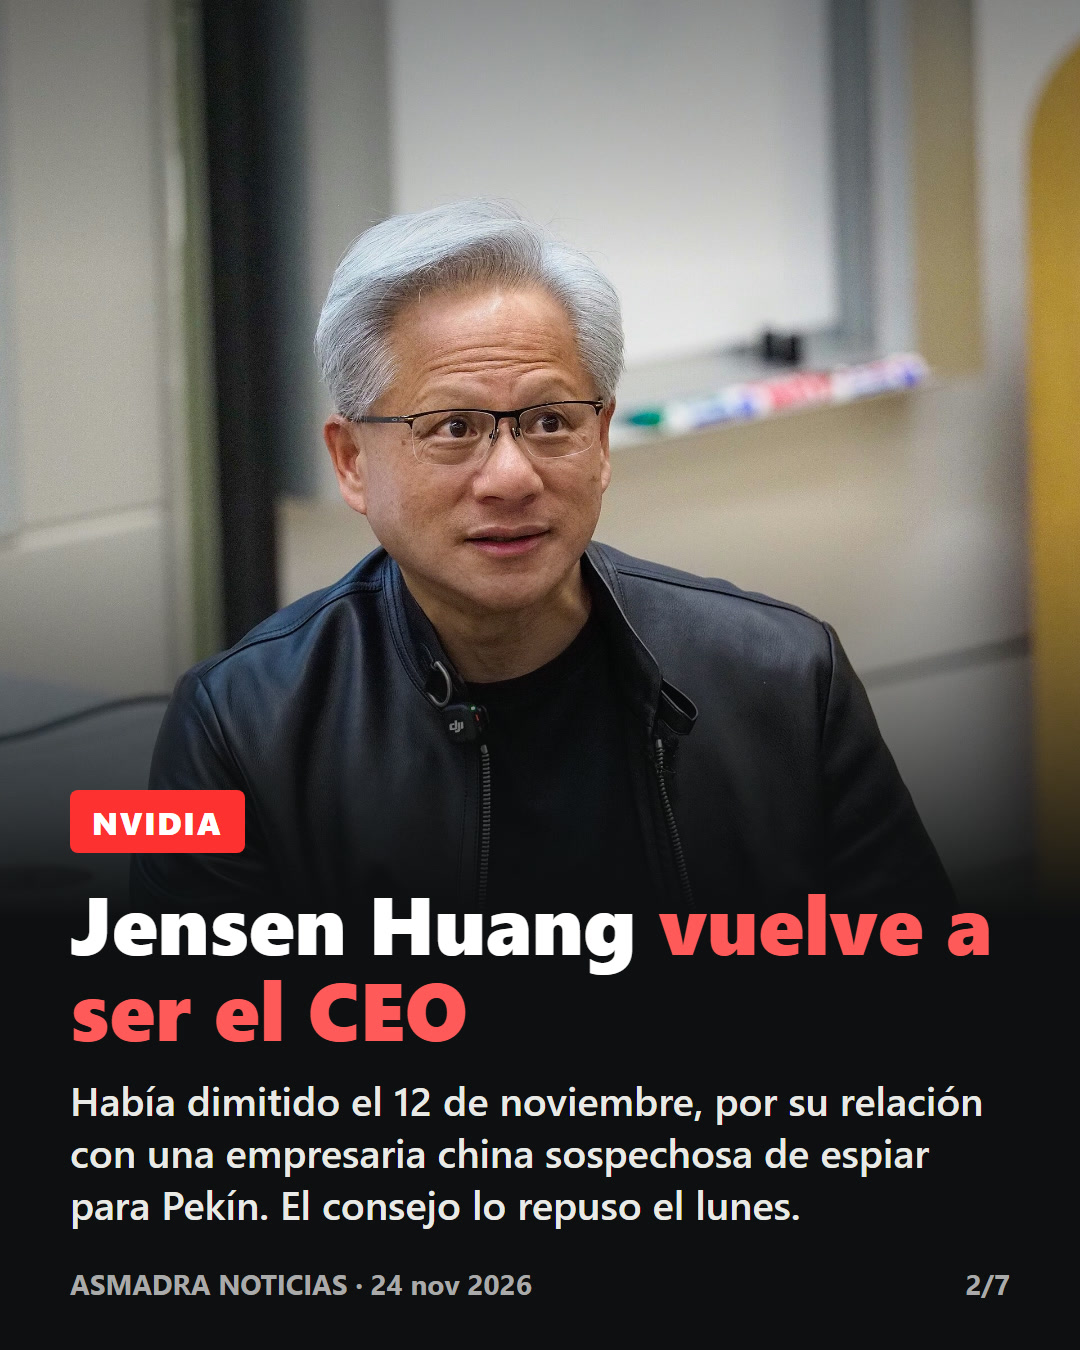 dji
NVIDIA
Jensen Huang vuelve a
ser el CEO
Había dimitido el 12 de noviembre, por su relación
con una empresaria china sospechosa de espiar
para Pekín. El consejo lo repuso el lunes.
ASMADRA NOTICIAS · 24 nov 2026
2/7